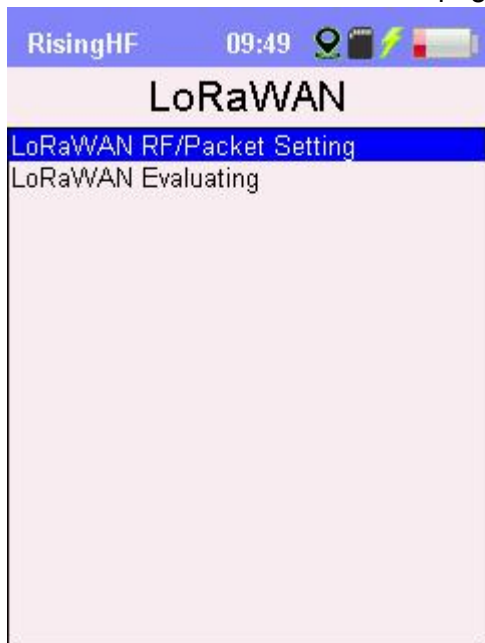 RisingHF 09:49
LoRaWAN
LoRaWAN RF/Packet Setting
LoRaWAN Evaluating